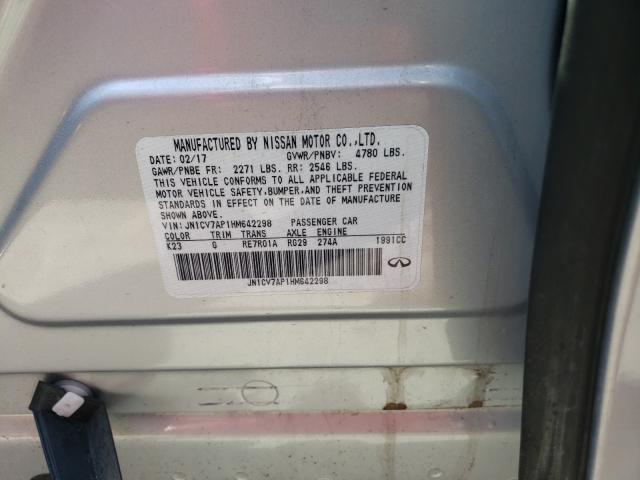 MANUFACTURED BY NISSAN MOTOR CO.,LTD.
DATE: 02/17 GVWR/PNBV: 4780 LBS.
GAWR/PNBE FR: 2271 LBS. RR: 2546 LBS.
THIS VEHICLE CONFORMS TO ALL APPLICABLE FEDERAL
MOTOR VEHICLE SAFETY,BUMPER,AND THEFT PREVENTION
STANDARDS IN EFFECT ON THE DATE OF MANUFACTURE
SHOWN ABOVE.
VIN: JN1CV7AP1HM642298 PASSENGER CAR
COLOR TRIM TRANS AXLE ENGINE
K23 G RE7R01A RG29 274A 1991CC
JN1CV7AP1HM642298